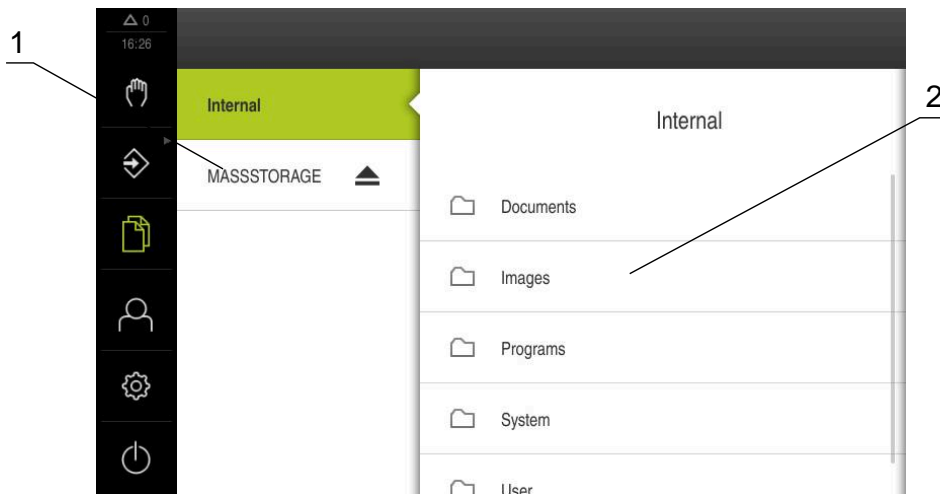 1
0
16:26
Internal
MASSSTORAGE
Internal
Documents
Images
Programs
System
User
2